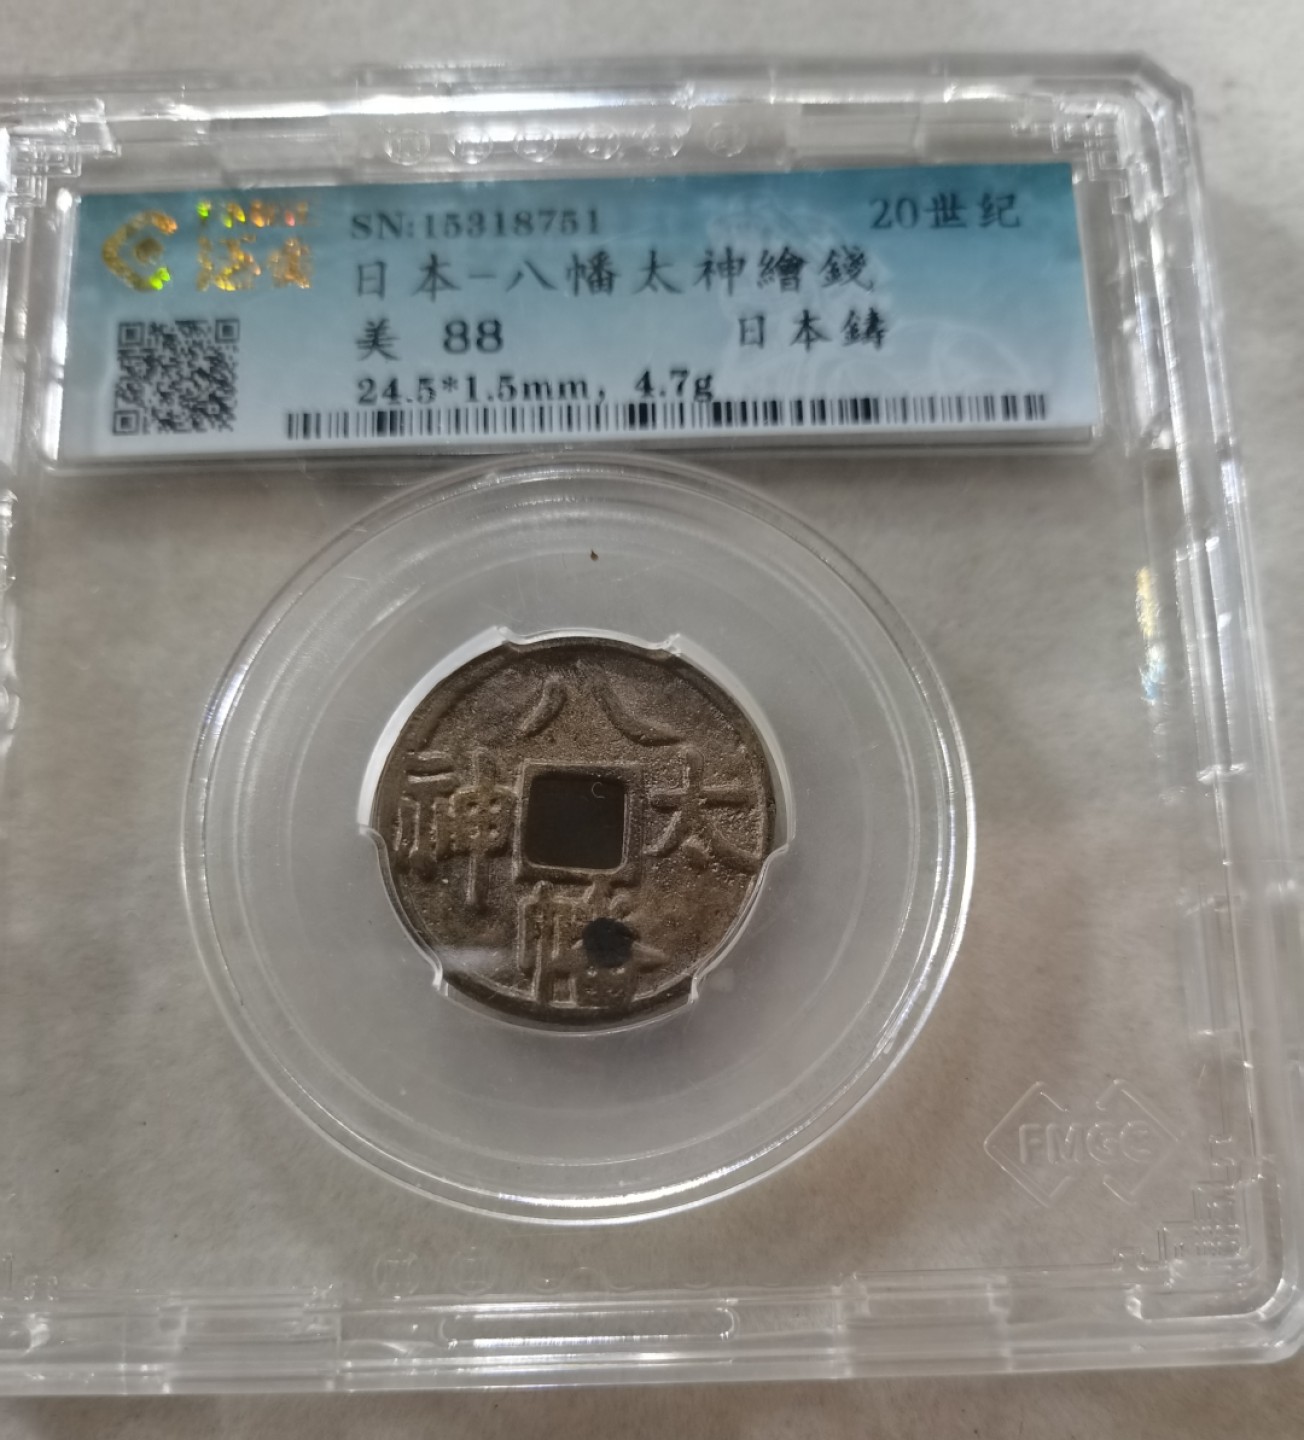 SN:15318751
20世纪
日本-八幡太神繪錢
美 88
日本鑄
24.5*1.5mm, 4.7g
八
神 太
幡
FMGC